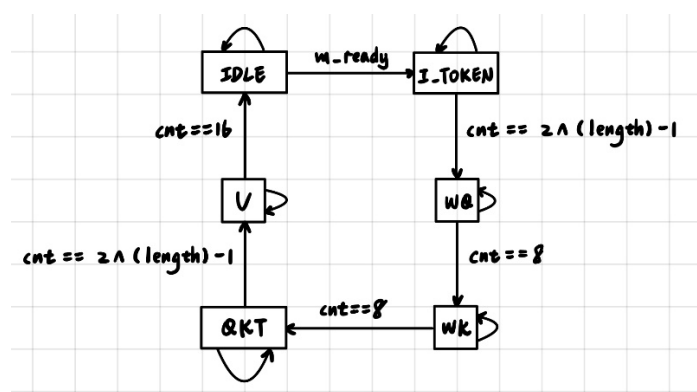 m_ready
IDLE
I_TOKEN
cnt==16
cnt == 2^(length)-1
V
WQ
cnt == 2^(length)-1
cnt==8
cnt==8
QKT
WK